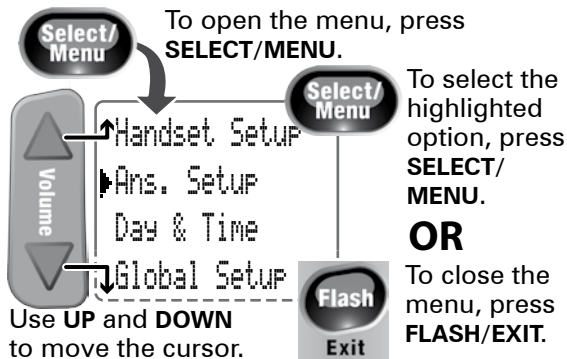 To open the menu, press
SELECT/MENU.
Select/
Menu
Select/
Menu
To select the
highlighted
option, press
SELECT/
MENU.
OR
To close the
menu, press
FLASH/EXIT.
Volume
Handset Setup
Ans. Setup
Day & Time
Global Setup
Flash
Exit
Use UP and DOWN
to move the cursor.